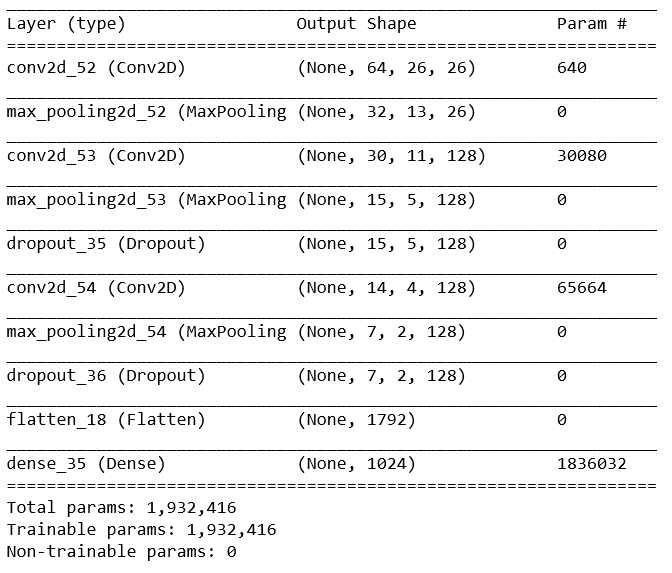 Layer (type) Output Shape Param #
=================================================================
conv2d_52 (Conv2D) (None, 64, 26, 26) 640
_________________________________________________________________
max_pooling2d_52 (MaxPooling (None, 32, 13, 26) 0
_________________________________________________________________
conv2d_53 (Conv2D) (None, 30, 11, 128) 30080
_________________________________________________________________
max_pooling2d_53 (MaxPooling (None, 15, 5, 128) 0
_________________________________________________________________
dropout_35 (Dropout) (None, 15, 5, 128) 0
_________________________________________________________________
conv2d_54 (Conv2D) (None, 14, 4, 128) 65664
_________________________________________________________________
max_pooling2d_54 (MaxPooling (None, 7, 2, 128) 0
_________________________________________________________________
dropout_36 (Dropout) (None, 7, 2, 128) 0
_________________________________________________________________
flatten_18 (Flatten) (None, 1792) 0
_________________________________________________________________
dense_35 (Dense) (None, 1024) 1836032
=================================================================
Total params: 1,932,416
Trainable params: 1,932,416
Non-trainable params: 0